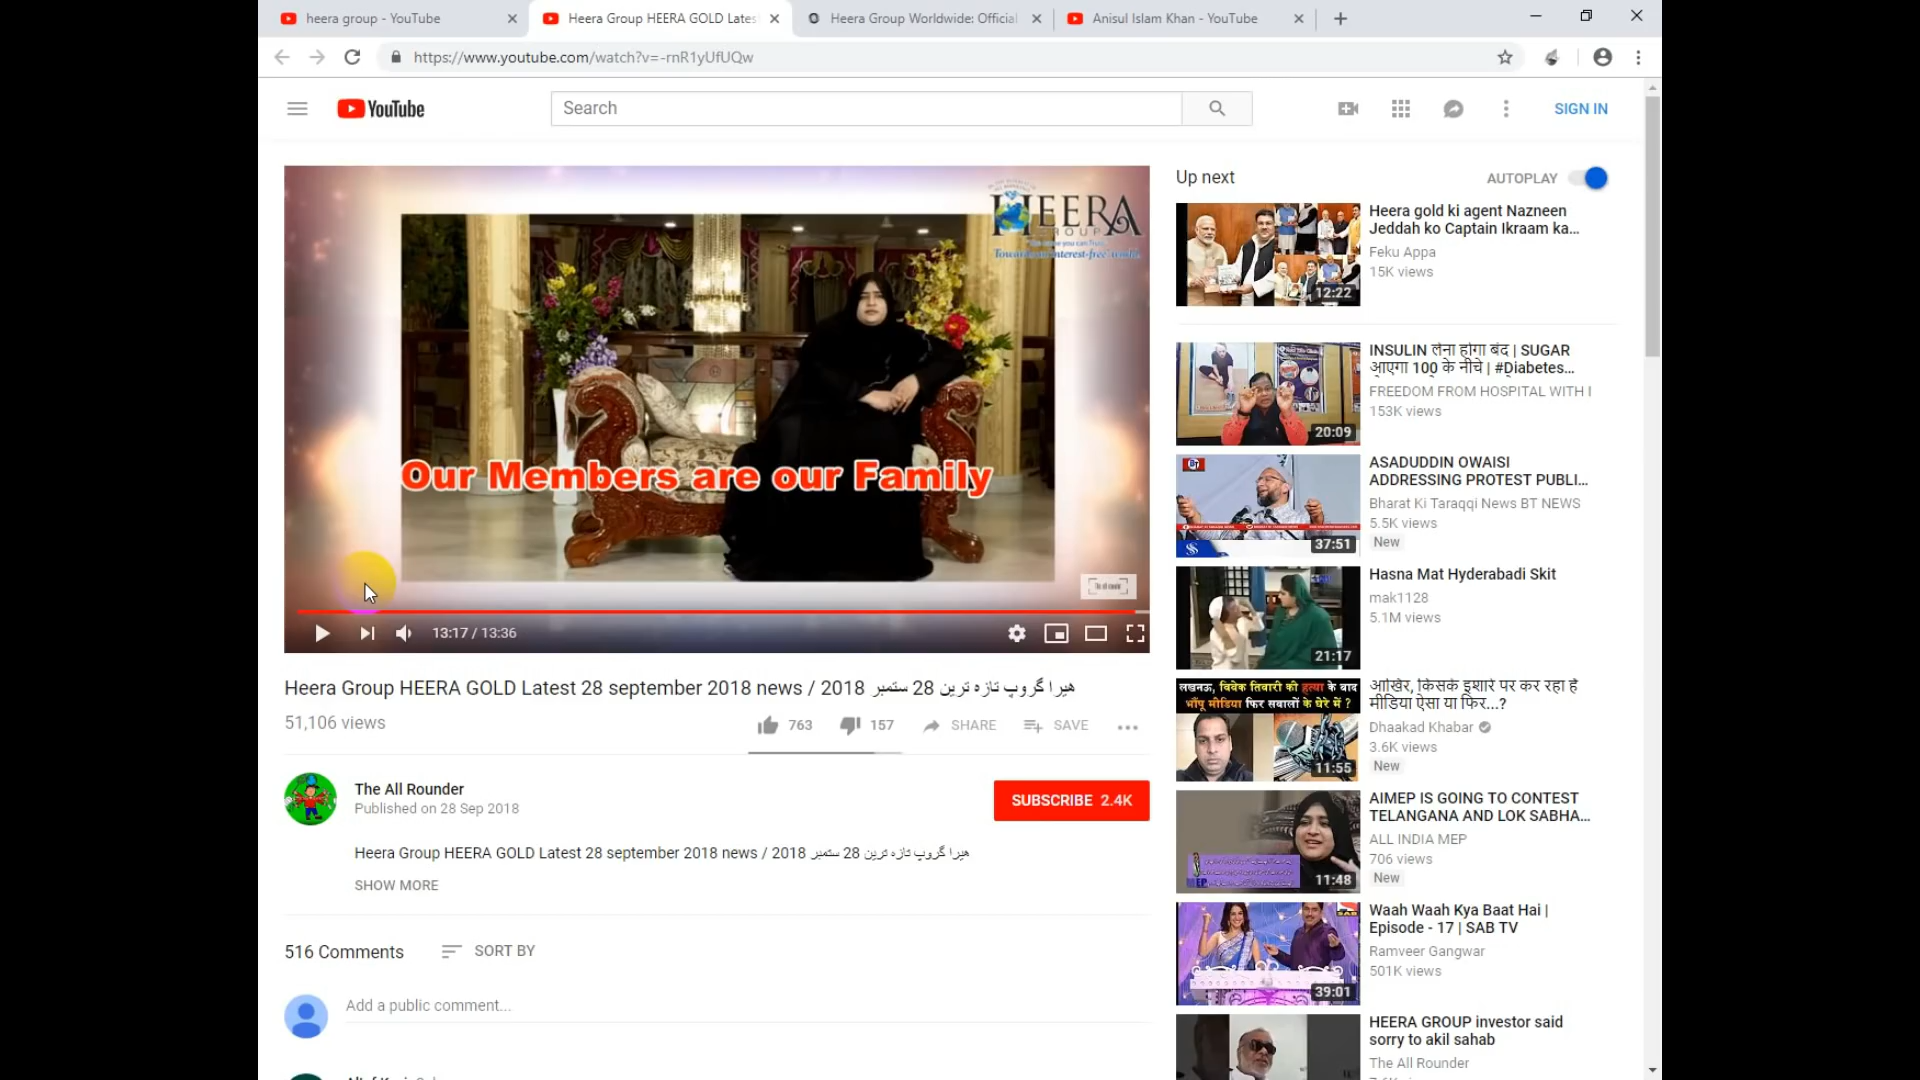 heera group - YouTube
Heera Group HEERA GOLD Lates
Heera Group Worldwide: Official
Anisul Islam Khan - YouTube
https://www.youtube.com/watch?v=-rnR1yUfUQw
YouTube
Search
SIGN IN
HEERA
GROUP
Our Members are our Family
13:17 / 13:36
Heera Group HEERA GOLD Latest 28 september 2018 news / 2018 هیرا گروپ تازہ ترین 28 ستمبر
51,106 views
763
157
SHARE
SAVE
The All Rounder
Published on 28 Sep 2018
SUBSCRIBE 2.4K
Heera Group HEERA GOLD Latest 28 september 2018 news / 2018 هیرا گروپ تازہ ترین 28 ستمبر
SHOW MORE
516 Comments
SORT BY
Add a public comment...
Up next
AUTOPLAY
Heera gold ki agent Nazneen
Jeddah ko Captain Ikraam ka...
Feku Appa
15K views
12:22
INSULIN लेना होगा बंद | SUGAR
आएगा 100 के नीचे | #Diabetes...
FREEDOM FROM HOSPITAL WITH
153K views
20:09
ASADUDDIN OWAISI
ADDRESSING PROTEST PUBLI...
Bharat Ki Taraqqi News BT NEWS
5.5K views
New
37:51
Hasna Mat Hyderabadi Skit
mak1128
5.1M views
21:17
लखनऊ, विवेक तिवारी की हत्या के बाद
भोंपू मीडिया फिर सवालों के घेरे में ?
आखिर, किसके इशारे पर कर रहा है
मीडिया ऐसा या फिर...?
Dhaakad Khabar
3.6K views
New
11:55
AIMEP IS GOING TO CONTEST
TELANGANA AND LOK SABHA...
ALL INDIA MEP
706 views
New
11:48
Waah Waah Kya Baat Hai |
Episode - 17 | SAB TV
Ramveer Gangwar
501K views
39:01
HEERA GROUP investor said
sorry to akil sahab
The All Rounder